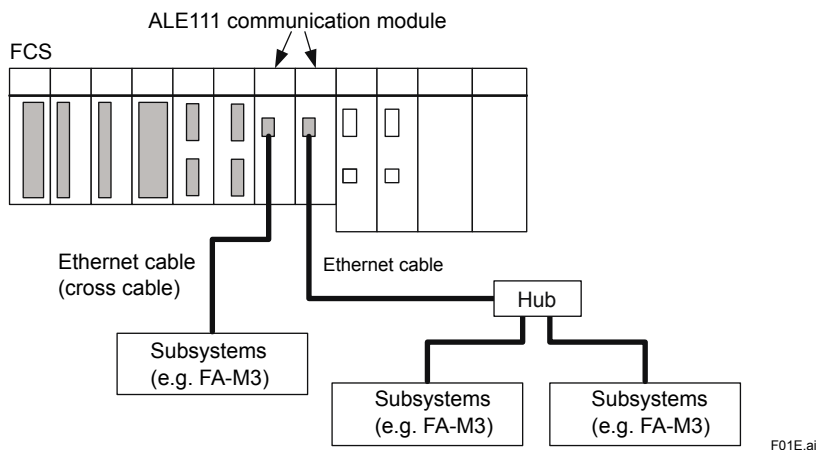 ALE111 communication module
FCS
Ethernet cable
(cross cable)
Ethernet cable
Hub
Subsystems
(e.g. FA-M3)
Subsystems
(e.g. FA-M3)
Subsystems
(e.g. FA-M3)
F01E.ai